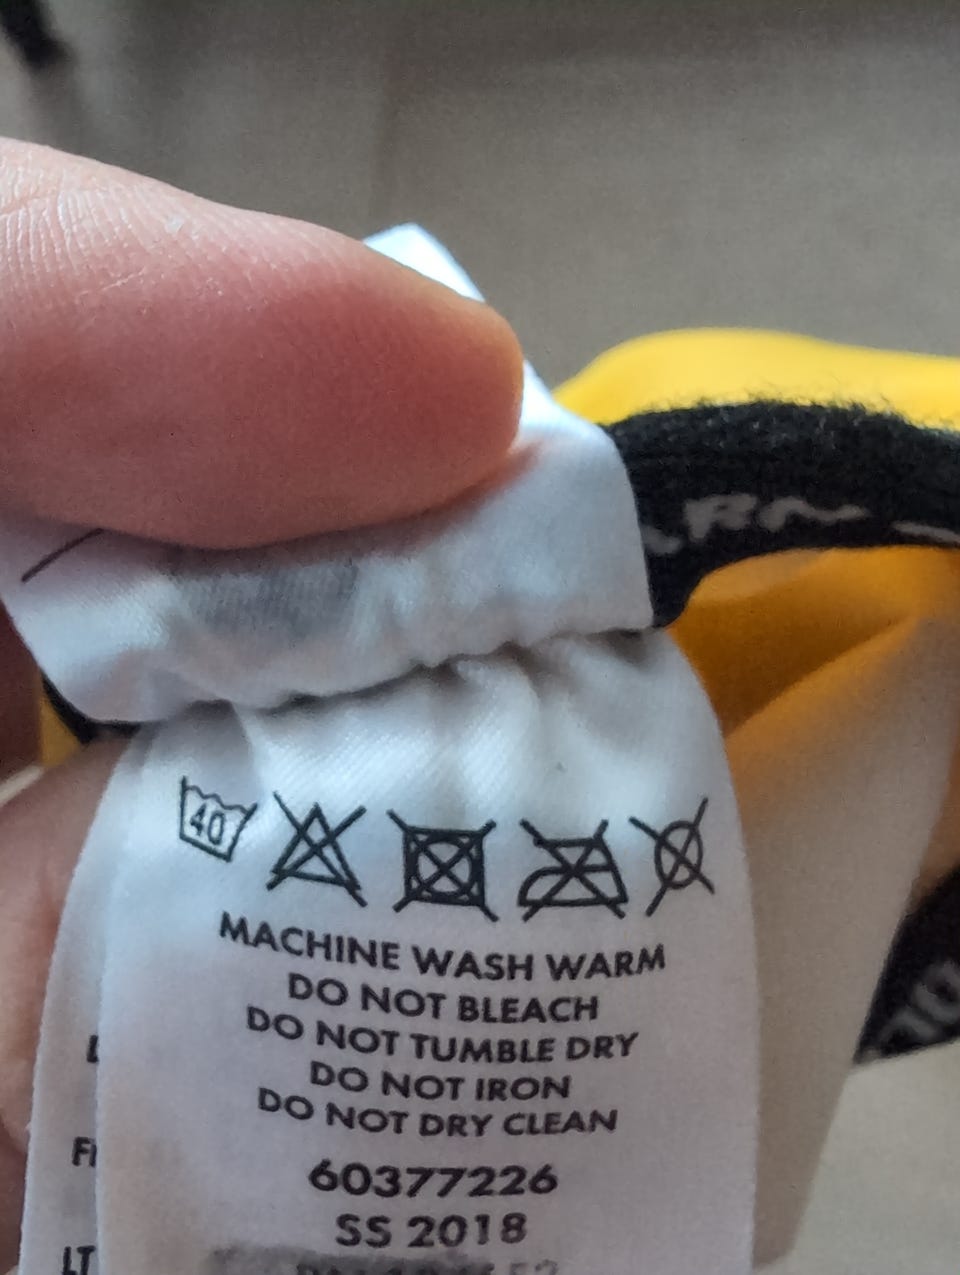 40
MACHINE WASH WARM
DO NOT BLEACH
DO NOT TUMBLE DRY
DO NOT IRON
DO NOT DRY CLEAN
60377226
SS 2018
LT